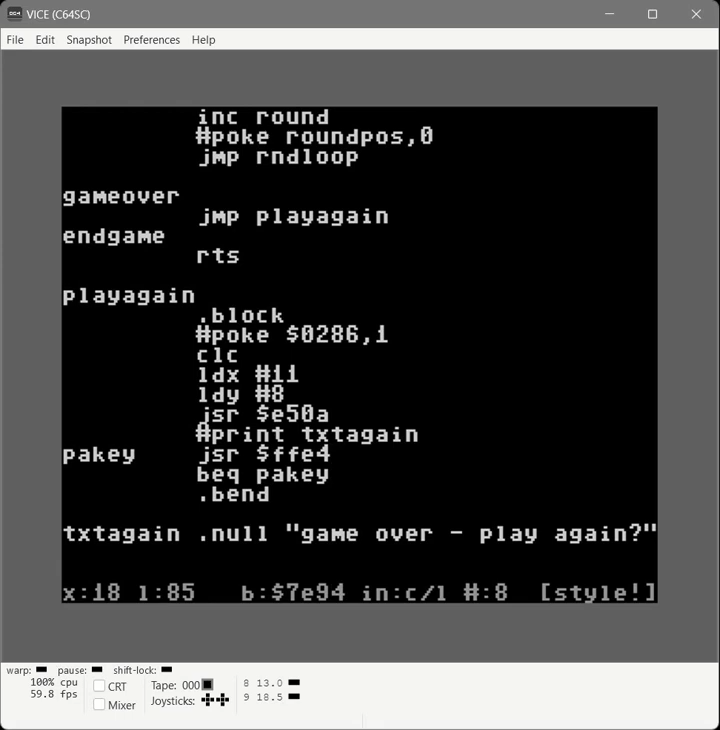 VICE (C64SC)
File Edit Snapshot Preferences Help
inc round
#poke roundpos,0
jmp rndloop
gameover
jmp playagain
endgame
rts
playagain
.block
#poke $0286,1
clc
ldx #11
ldy #8
jsr $e50a
#print txtagain
pakey jsr $ffe4
beq pakey
.bend
txtagain .null "game over - play again?"
x:18 l:85 b:$7e94 in:c/l #:8 [style!]
warp: pause: shift-lock:
100% cpu
59.8 fps
CRT
Mixer
Tape: 000
Joysticks:
8 13.0
9 18.5